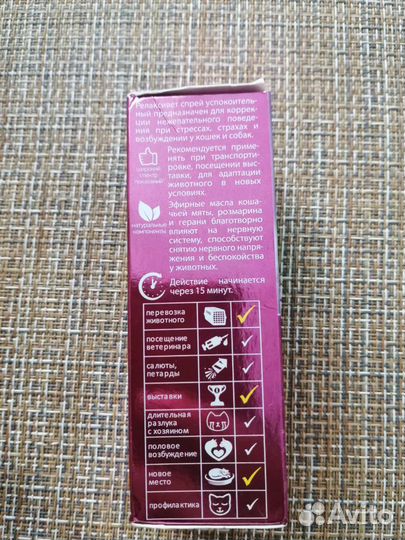 Релаксивет спрей успокоитель-
ный предназначен для коррек-
ции нежелательного поведе-
ния при стрессах, страхах и
возбуждении у кошек и собак.
широкий
спектр
показаний
Рекомендуется приме-
нять при транспорти-
ровке, посещении выс-
тавки, для адаптации
животного в новых
условиях.
натуральные
компоненты
Эфирные масла коша-
чьей мяты, розмарина
и герани благотворно
влияют на нервную
систему, способствуют
снятию нервного напря-
жения и беспокойства
у животных.
Действие начинается
через 15 минут.
перевозка
животного
посещение
ветеринара
салюты,
петарды
выставки
длительная
разлука
с хозяином
половое
возбуждение
новое
место
профилактика
Avito